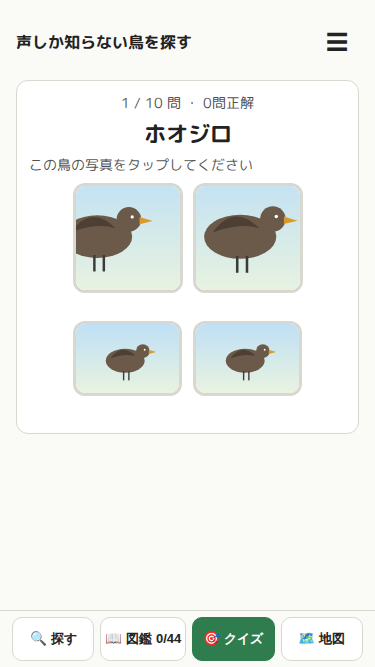 声しか知らない鳥を探す
1 / 10 問 ・ 0問正解
ホオジロ
この鳥の写真をタップしてください
探す
図鑑 0/44
クイズ
地図